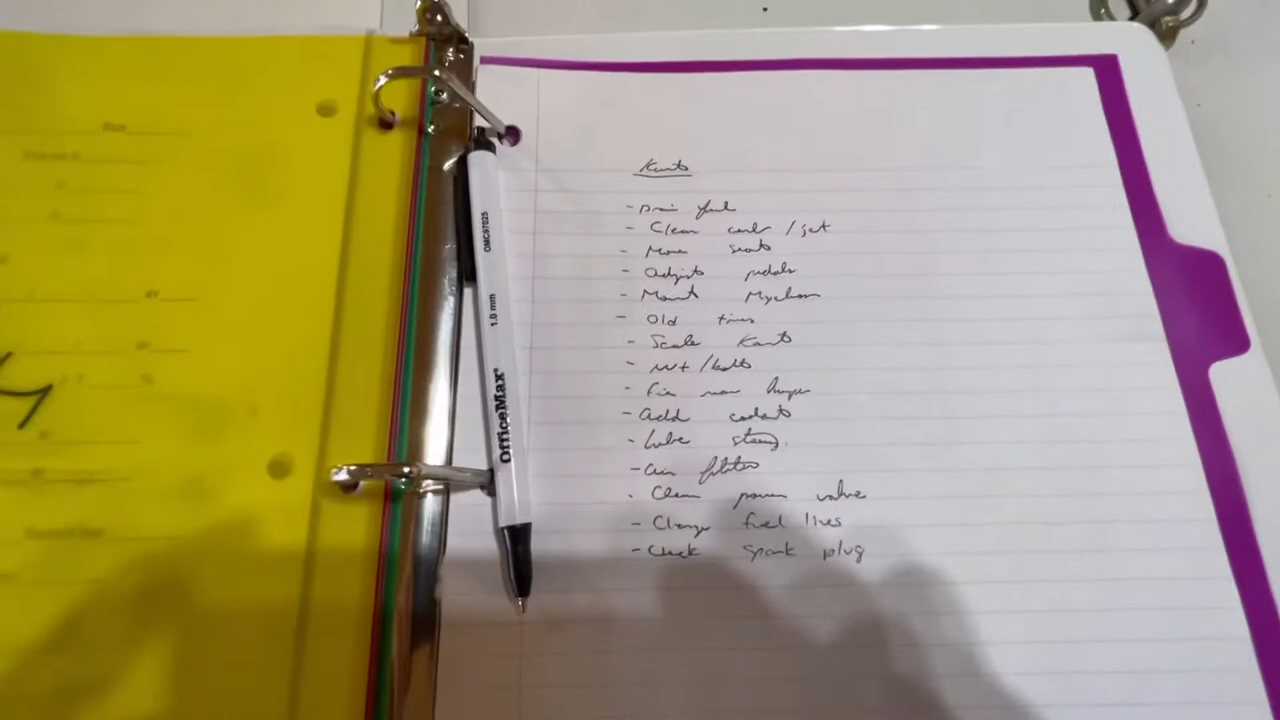 Karts
- Drain fuel
- Clean carb / jet
- Move seats
- Adjust pedals
- Mount Mychron
- Old tires
- Scale Karts
- Nut / bolts
- Fix rear bumper
- Add coolant
- Lube steering.
- Air filter
- Clean power valve
- Change fuel lines
- Check spark plug
OMC97025
1.0 mm
OfficeMax